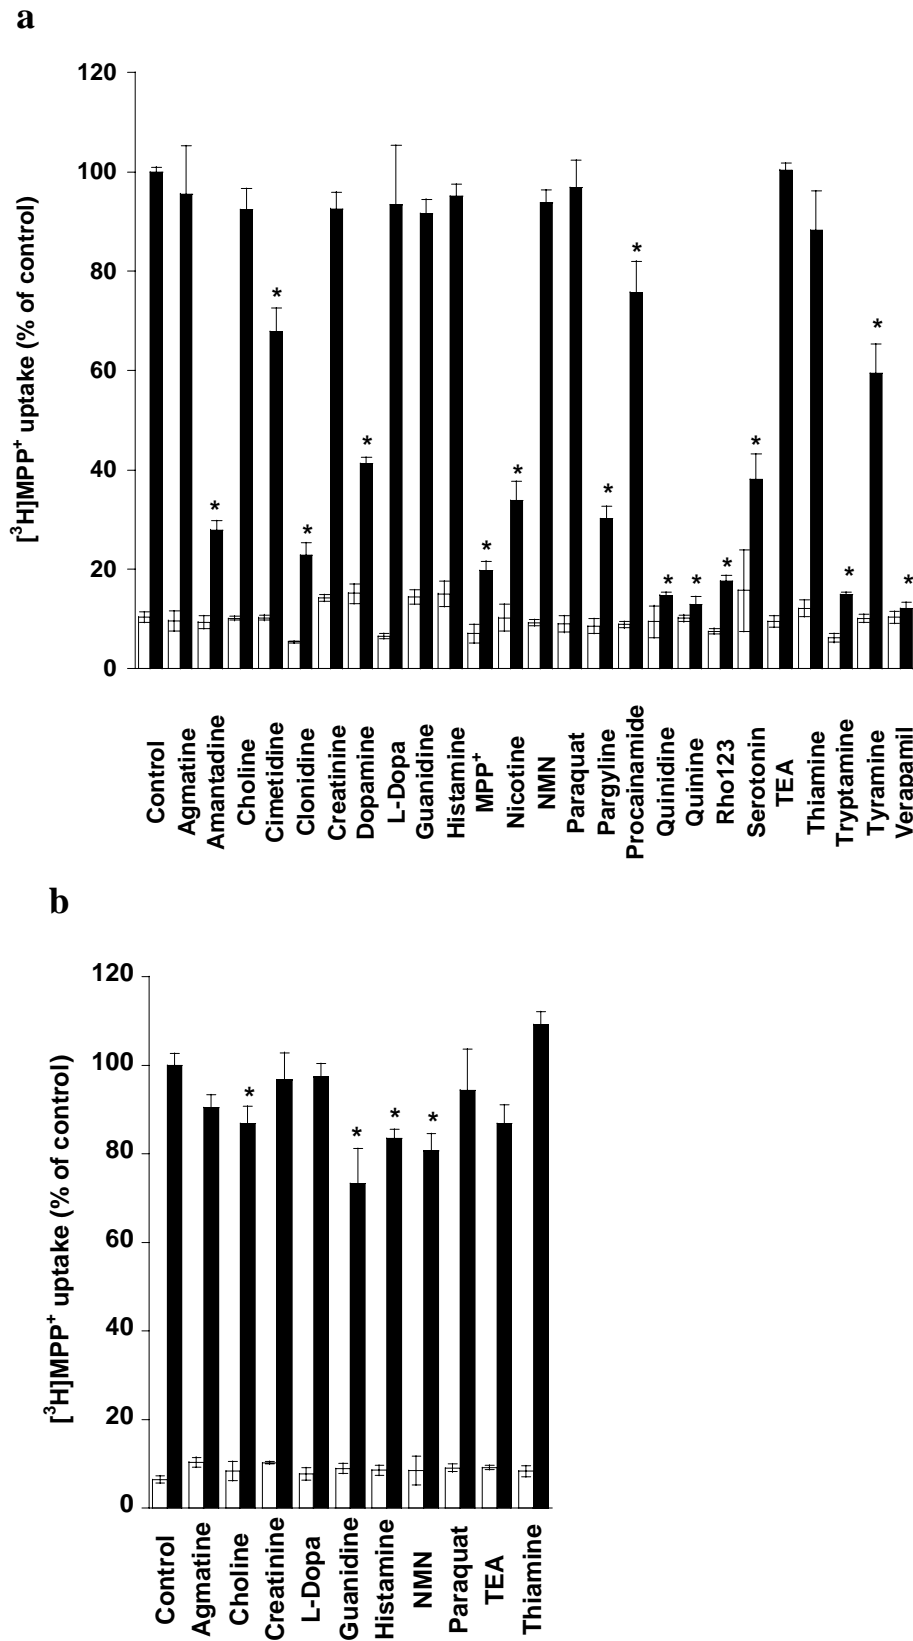 a
120
100
80
60
40
20
0
[³H]MPP⁺ uptake (% of control)
* * * * * * * * * * * * * * *
Control
Agmatine
Amantadine
Choline
Cimetidine
Clonidine
Creatinine
Dopamine
L-Dopa
Guanidine
Histamine
MPP⁺
Nicotine
NMN
Paraquat
Pargyline
Procainamide
Quinidine
Quinine
Rho123
Serotonin
TEA
Thiamine
Tryptamine
Tyramine
Verapamil
b
120
100
80
60
40
20
0
[³H]MPP⁺ uptake (% of control)
* * * *
Control
Agmatine
Choline
Creatinine
L-Dopa
Guanidine
Histamine
NMN
Paraquat
TEA
Thiamine